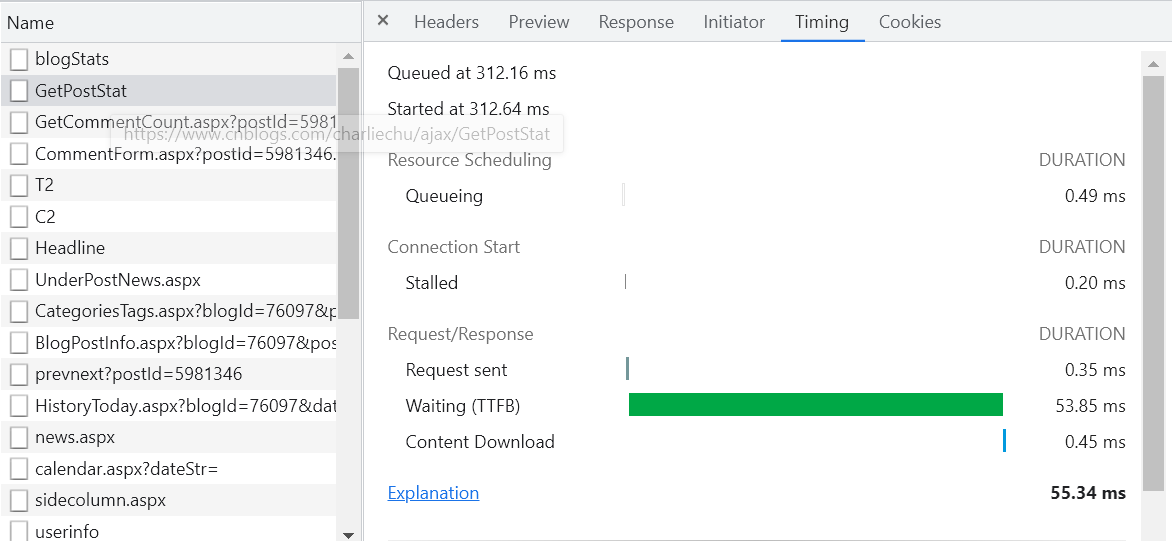 Name
blogStats
GetPostStat
GetCommentCount.aspx?postId=5981
https://www.cnblogs.com/charliechu/ajax/GetPostStat
CommentForm.aspx?postId=5981346.
T2
C2
Headline
UnderPostNews.aspx
CategoriesTags.aspx?blogId=76097&p
BlogPostInfo.aspx?blogId=76097&pos
prevnext?postId=5981346
HistoryToday.aspx?blogId=76097&dat
news.aspx
calendar.aspx?dateStr=
sidecolumn.aspx
userinfo
× Headers Preview Response Initiator Timing Cookies
Queued at 312.16 ms
Started at 312.64 ms
Resource Scheduling DURATION
Queueing 0.49 ms
Connection Start DURATION
Stalled 0.20 ms
Request/Response DURATION
Request sent 0.35 ms
Waiting (TTFB) 53.85 ms
Content Download 0.45 ms
Explanation 55.34 ms